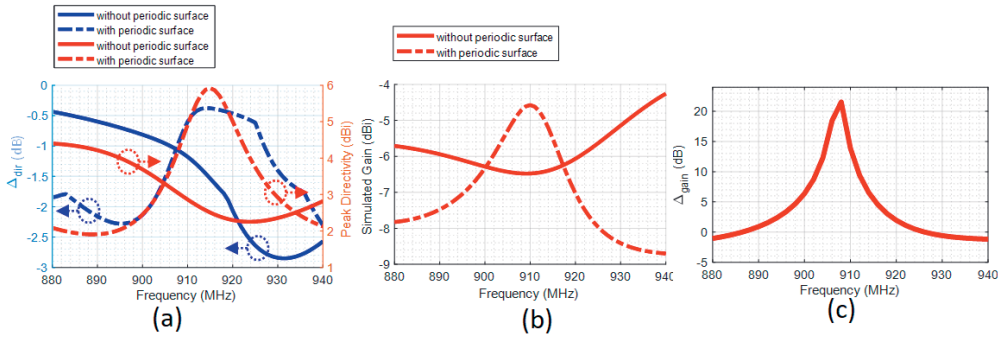 without periodic surface
with periodic surface
without periodic surface
with periodic surface
0
-0.5
-1
-1.5
-2
-2.5
-3
Δdir (dB)
6
5
4
3
2
1
Peak Directivity (dBi)
880 890 900 910 920 930 940
Frequency (MHz)
(a)
without periodic surface
with periodic surface
-4
-5
-6
-7
-8
-9
Simulated Gain (dBi)
880 890 900 910 920 930 940
Frequency (MHz)
(b)
20
15
10
5
0
-5
Δgain (dB)
880 890 900 910 920 930 940
Frequency (MHz)
(c)